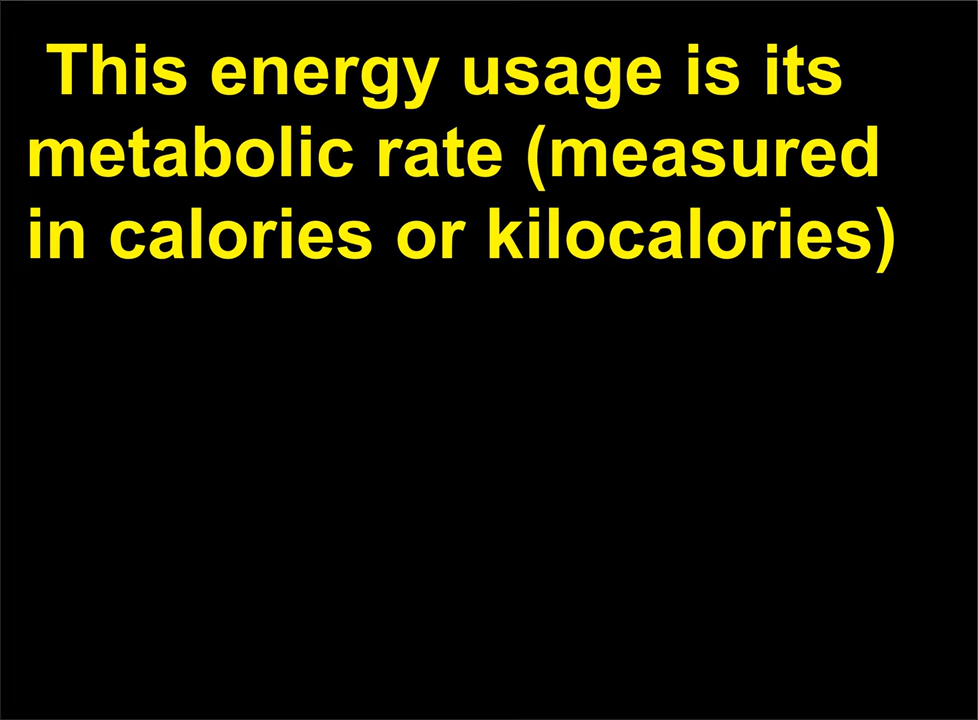 This energy usage is its
metabolic rate (measured
in calories or kilocalories)